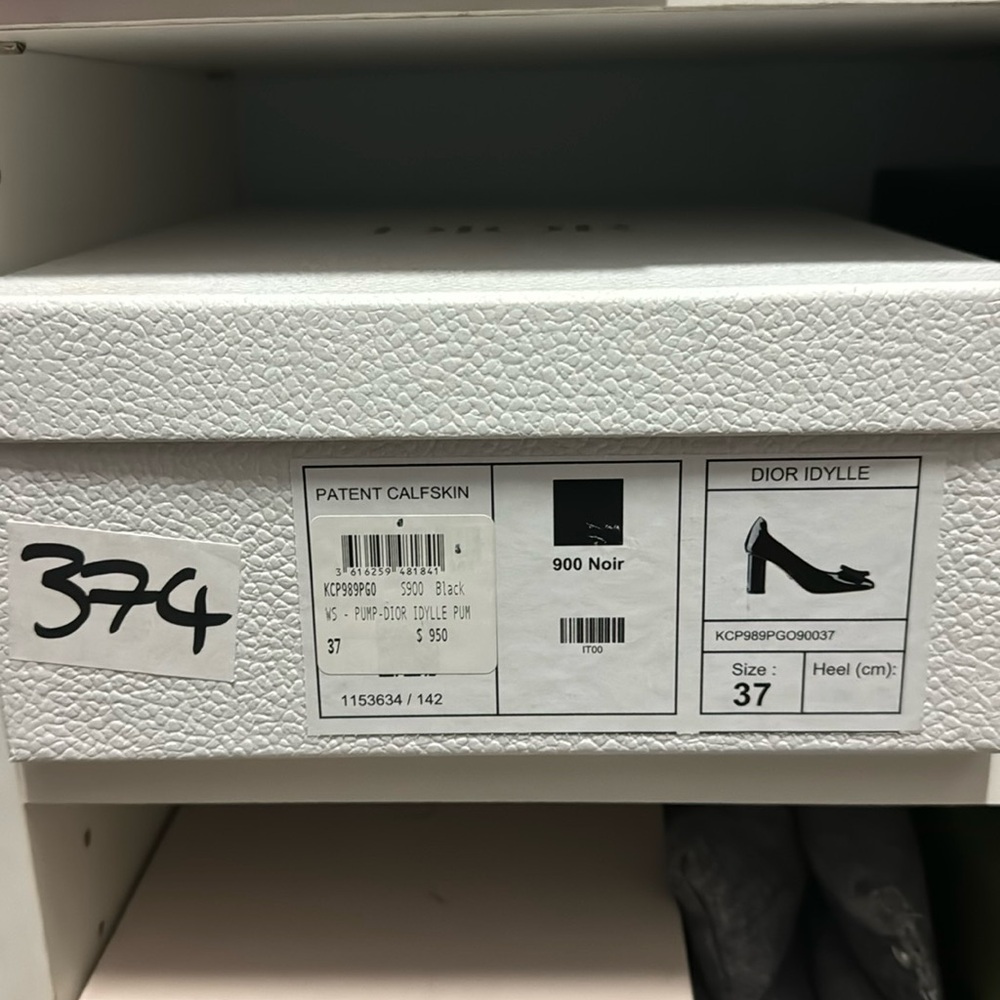 374
PATENT CALFSKIN
3 616259 481841
KCP989PGO S900 Black
WS - PUMP-DIOR IDYLLE PUM
$ 950
37
1153634 / 142
900 Noir
IT00
DIOR IDYLLE
KCP989PGO90037
Size :
37
Heel (cm):